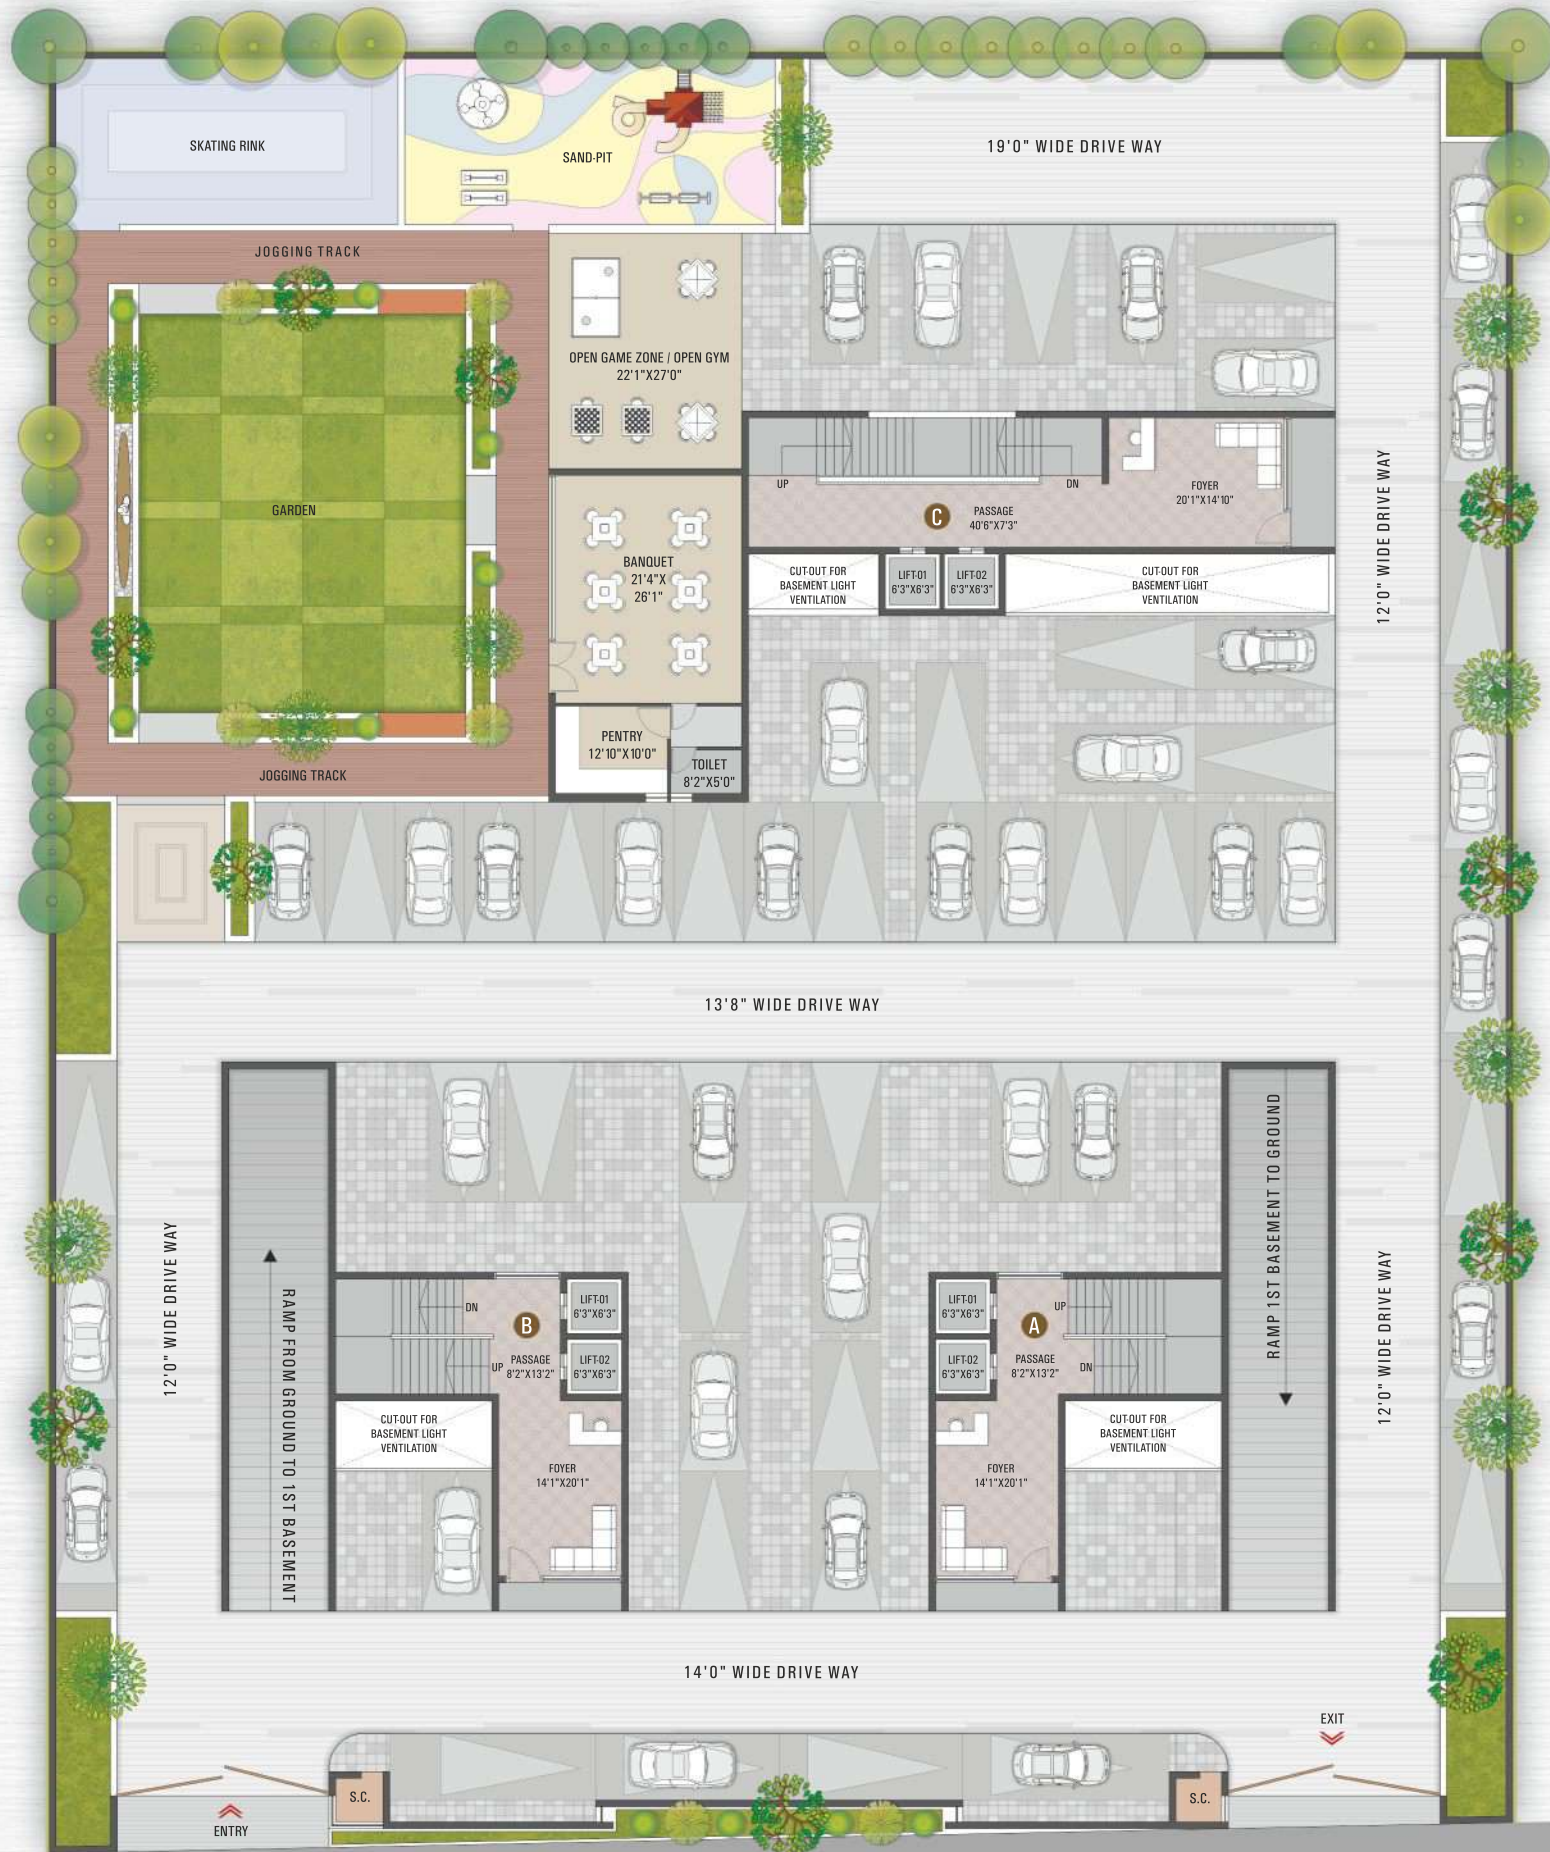 SKATING RINK
SAND-PIT
19'0" WIDE DRIVE WAY
JOGGING TRACK
OPEN GAME ZONE / OPEN GYM
22'1"X27'0"
GARDEN
UP
DN
FOYER
20'1"X14'10"
C
PASSAGE
40'6"X7'3"
12'0" WIDE DRIVE WAY
BANQUET
21'4"X
26'1"
CUT-OUT FOR
BASEMENT LIGHT
VENTILATION
LIFT-01
6'3"X6'3"
LIFT-02
6'3"X6'3"
CUT-OUT FOR
BASEMENT LIGHT
VENTILATION
PENTRY
12'10"X10'0"
TOILET
8'2"X5'0"
JOGGING TRACK
13'8" WIDE DRIVE WAY
12'0" WIDE DRIVE WAY
RAMP FROM GROUND TO 1ST BASEMENT
DN
B
UP
PASSAGE
8'2"X13'2"
LIFT-01
6'3"X6'3"
LIFT-02
6'3"X6'3"
CUT-OUT FOR
BASEMENT LIGHT
VENTILATION
FOYER
14'1"X20'1"
LIFT-01
6'3"X6'3"
LIFT-02
6'3"X6'3"
A
UP
PASSAGE
8'2"X13'2"
DN
FOYER
14'1"X20'1"
CUT-OUT FOR
BASEMENT LIGHT
VENTILATION
RAMP 1ST BASEMENT TO GROUND
12'0" WIDE DRIVE WAY
14'0" WIDE DRIVE WAY
EXIT
S.C.
S.C.
ENTRY